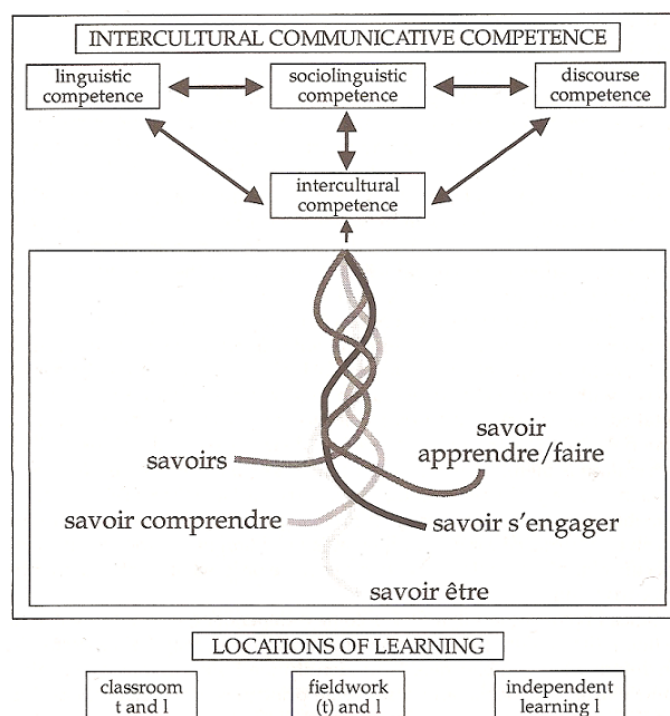 INTERCULTURAL COMMUNICATIVE COMPETENCE
linguistic
competence
sociolinguistic
competence
discourse
competence
intercultural
competence
savoirs
savoir
apprendre/faire
savoir comprendre
savoir s'engager
savoir être
LOCATIONS OF LEARNING
classroom
t and l
fieldwork
(t) and l
independent
learning l